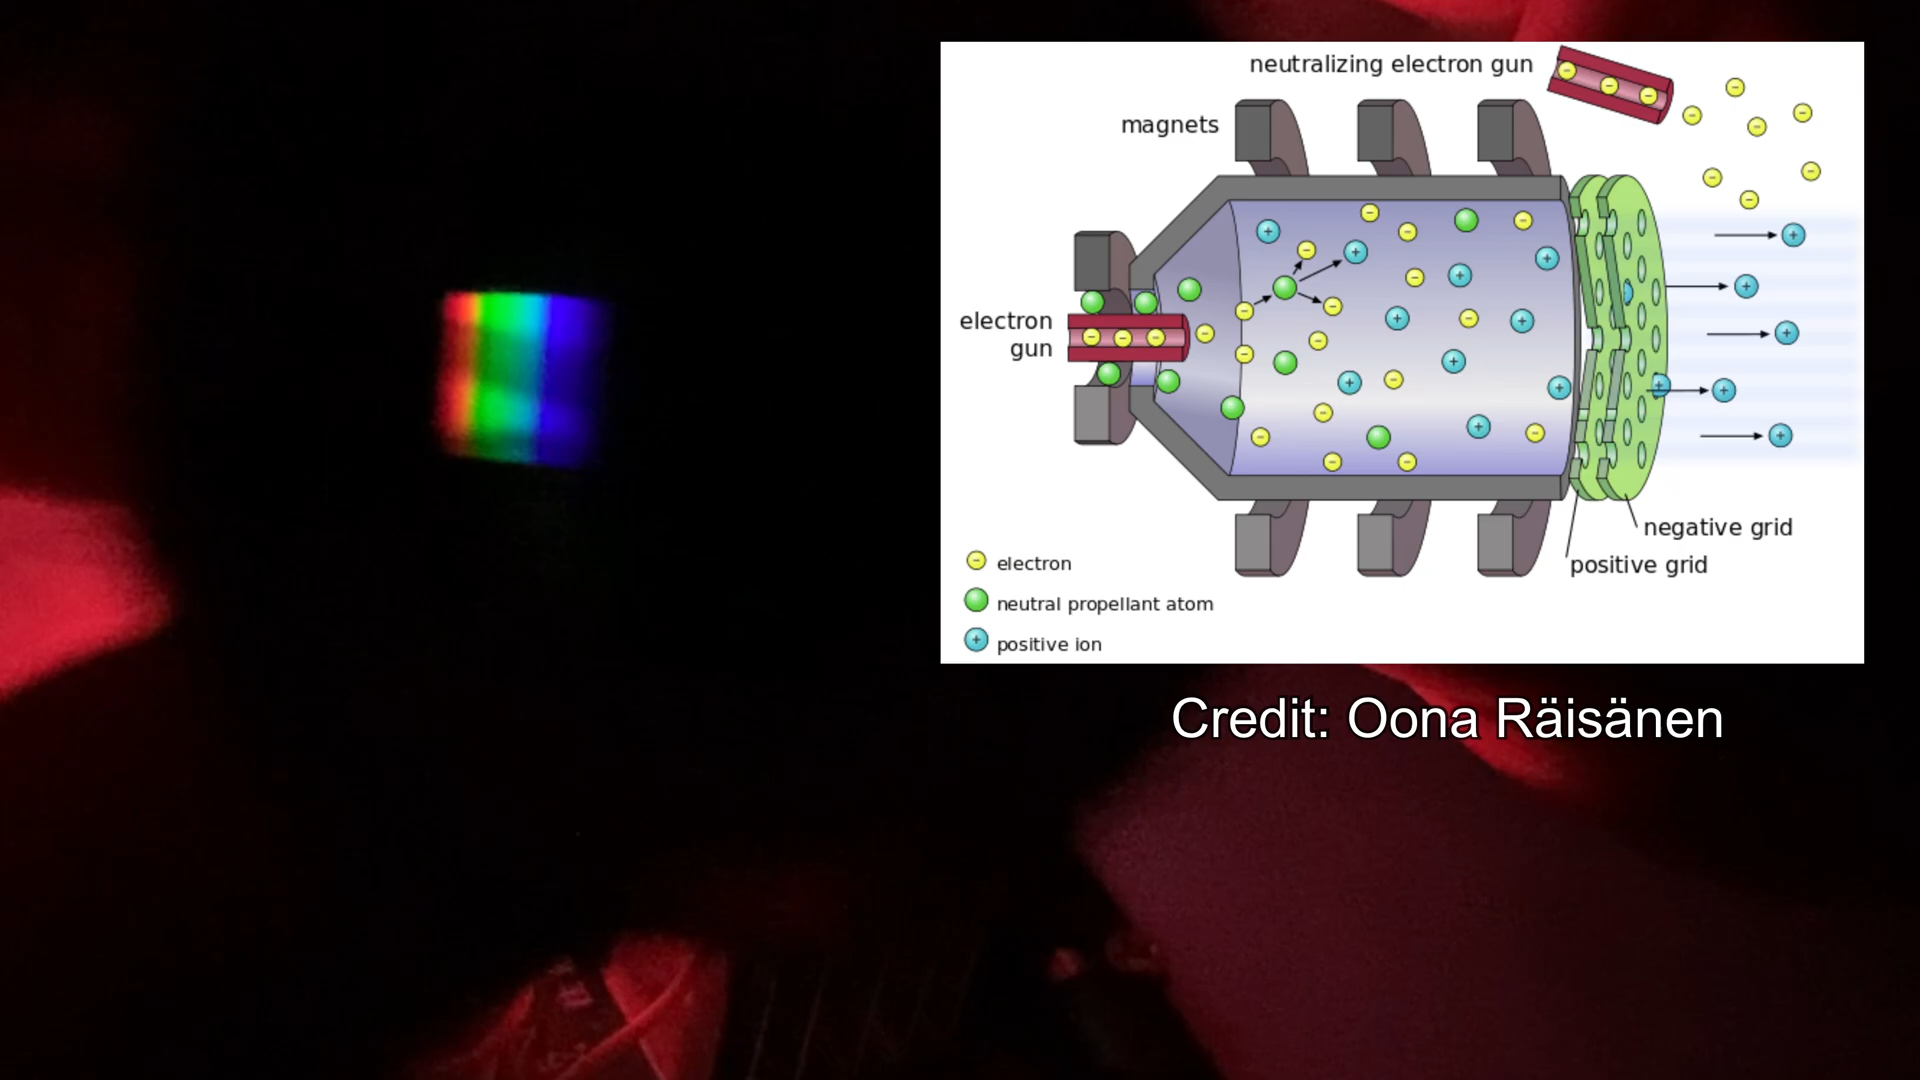 neutralizing electron gun
magnets
electron
gun
negative grid
positive grid
electron
neutral propellant atom
positive ion
Credit: Oona Räisänen